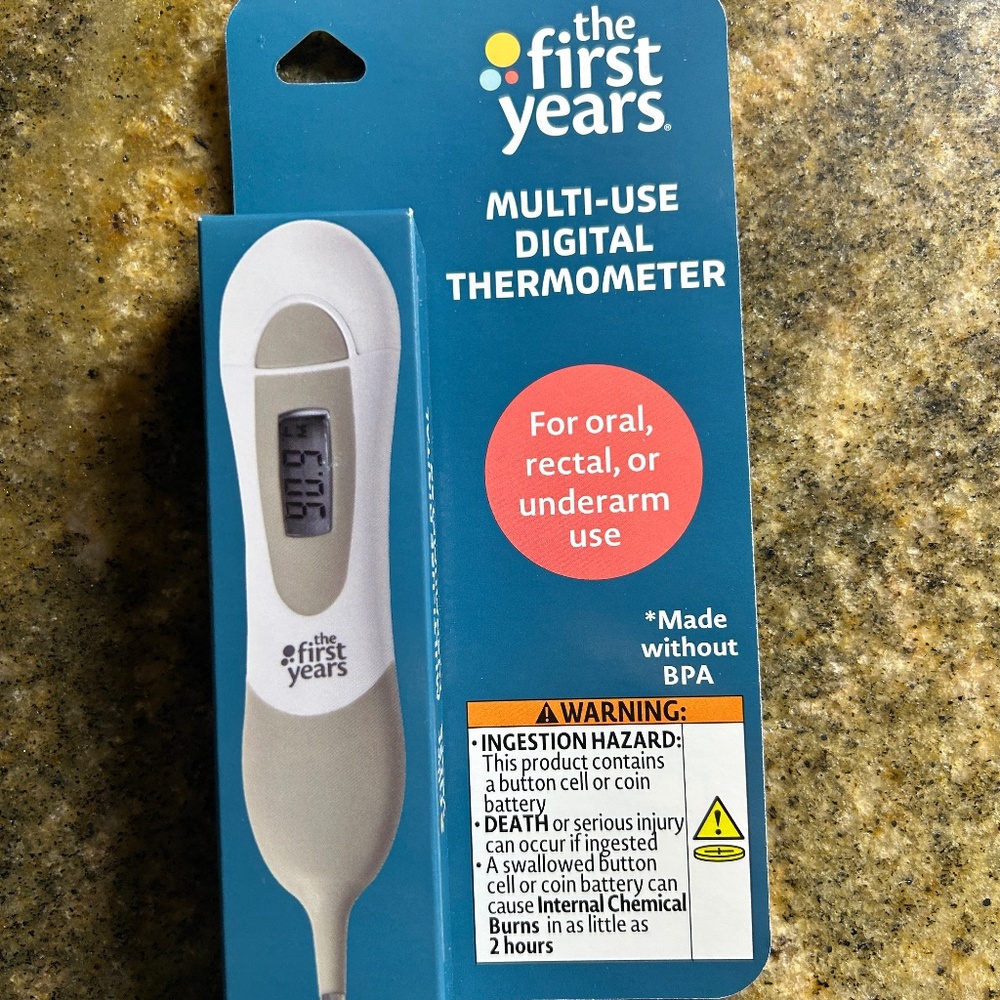 the
first
years®
MULTI-USE
DIGITAL
THERMOMETER
For oral,
rectal, or
underarm
use
*Made
without
BPA
WARNING:
• INGESTION HAZARD:
This product contains
a button cell or coin
battery
• DEATH or serious injury
can occur if ingested
• A swallowed button
cell or coin battery can
cause Internal Chemical
Burns in as little as
2 hours
the
first
years